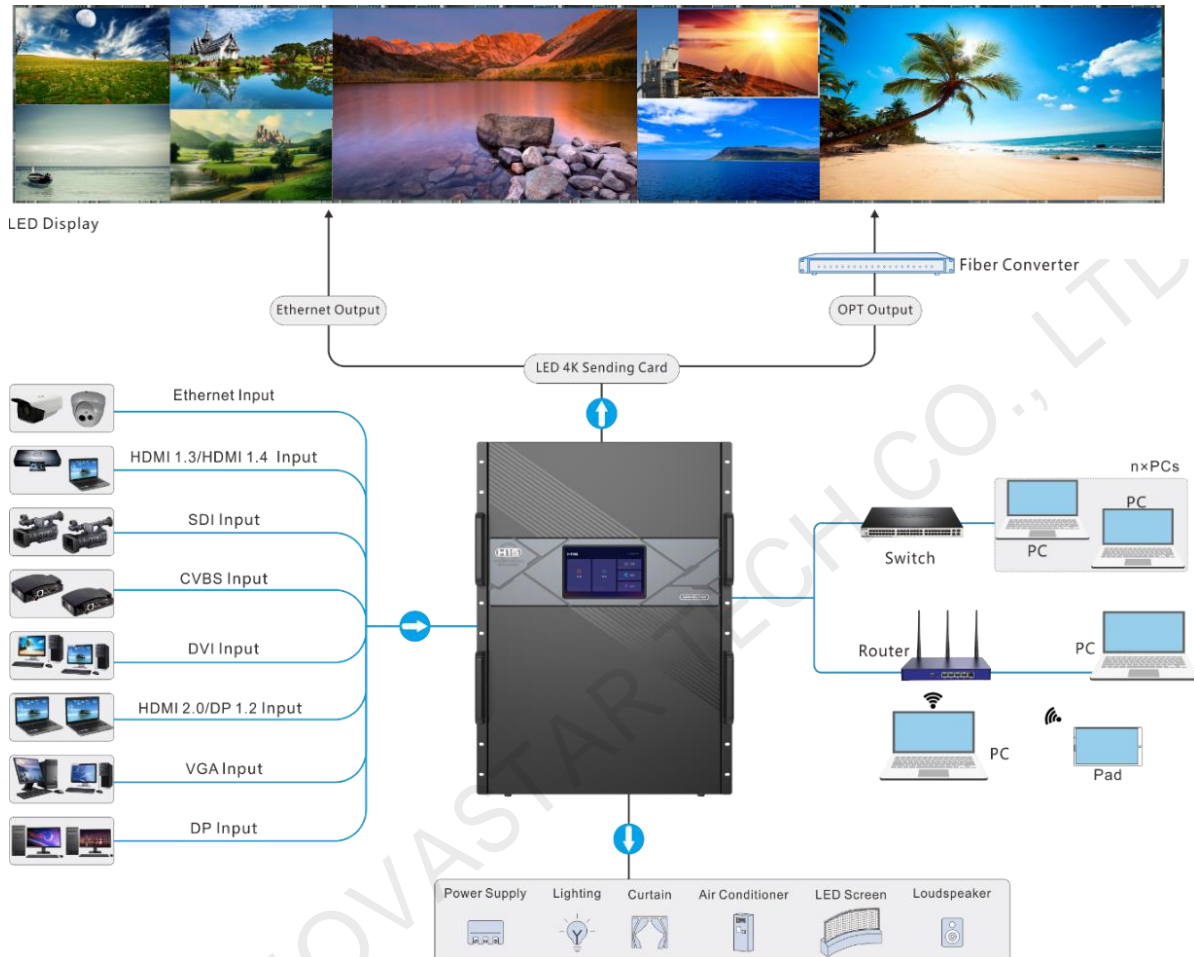 LED Display
Fiber Converter
Ethernet Output
OPT Output
LED 4K Sending Card
Ethernet Input
HDMI 1.3/HDMI 1.4 Input
SDI Input
CVBS Input
DVI Input
HDMI 2.0/DP 1.2 Input
VGA Input
DP Input
H15
H15
n×PCs
PC
PC
Switch
Router
PC
PC
Pad
Power Supply
Lighting
Curtain
Air Conditioner
LED Screen
Loudspeaker
NOVASTAR TECH CO., LTD